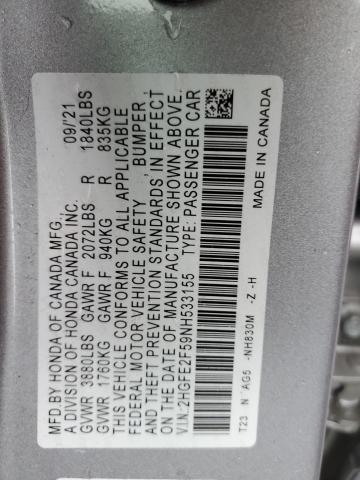 MFD BY HONDA OF CANADA MFG., 09/21
A DIVISION OF HONDA CANADA INC.
GVWR 3880LBS GAWR F 2072LBS R 1840LBS
GVWR 1760KG GAWR F 940KG R 835KG
THIS VEHICLE CONFORMS TO ALL APPLICABLE
FEDERAL MOTOR VEHICLE SAFETY, BUMPER,
AND THEFT PREVENTION STANDARDS IN EFFECT
ON THE DATE OF MANUFACTURE SHOWN ABOVE.
V.I.N: 2HGFE2F59NH533155 TYPE: PASSENGER CAR
T23 N AG5 -NH830M -Z -H
MADE IN CANADA